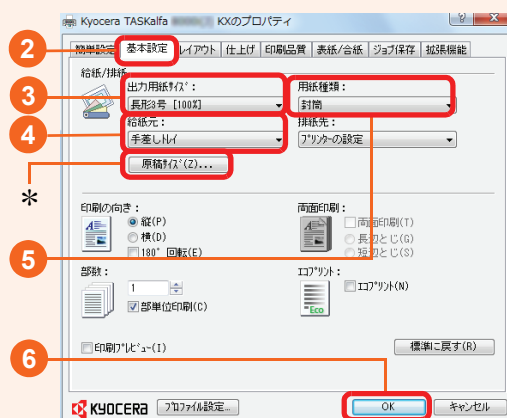 Kyocera TASKalfa KXのプロパティ
2
簡単設定 基本設定 レイアウト 仕上げ 印刷品質 表紙/合紙 ジョブ保存 拡張機能
給紙/排紙
3
出力用紙ｻｲｽﾞ: 用紙種類:
長形3号 [100%] 封筒
4
給紙元: 排紙先:
手差しﾄﾚｲ ﾌﾟﾘﾝﾀｰの設定
* 原稿ｻｲｽﾞ(Z)...
印刷の向き: 両面印刷:
縦(P) 両面印刷(T)
横(D) 長辺とじ(G)
5
180° 回転(E) 短辺とじ(S)
部数: ｴｺﾌﾟﾘﾝﾄ:
1 ｴｺﾌﾟﾘﾝﾄ(N)
部単位印刷(C) Eco
6
印刷ﾌﾟﾚﾋﾞｭｰ(I) 標準に戻す(R)
KYOCERA ﾌﾟﾛﾌｧｲﾙ設定... OK ｷｬﾝｾﾙ